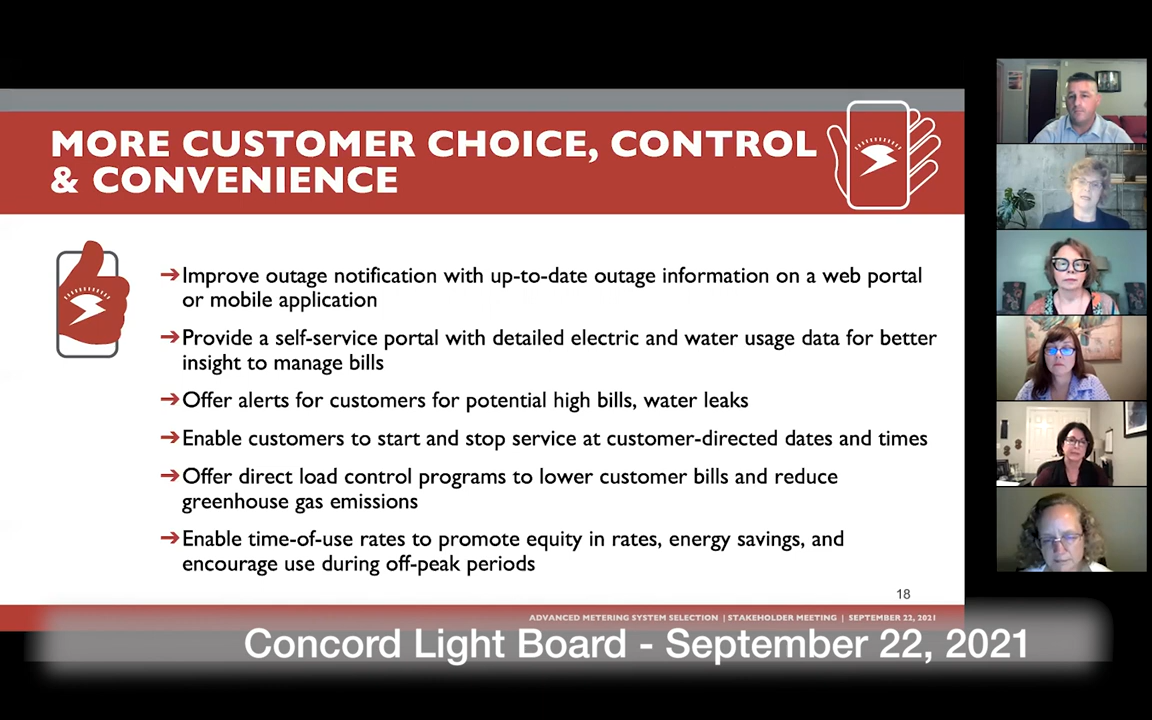 MORE CUSTOMER CHOICE, CONTROL
& CONVENIENCE
➔Improve outage notification with up-to-date outage information on a web portal
or mobile application
➔Provide a self-service portal with detailed electric and water usage data for better
insight to manage bills
➔Offer alerts for customers for potential high bills, water leaks
➔Enable customers to start and stop service at customer-directed dates and times
➔Offer direct load control programs to lower customer bills and reduce
greenhouse gas emissions
➔Enable time-of-use rates to promote equity in rates, energy savings, and
encourage use during off-peak periods
18
ADVANCED METERING SYSTEM SELECTION | STAKEHOLDER MEETING | SEPTEMBER 22, 2021
Concord Light Board - September 22, 2021